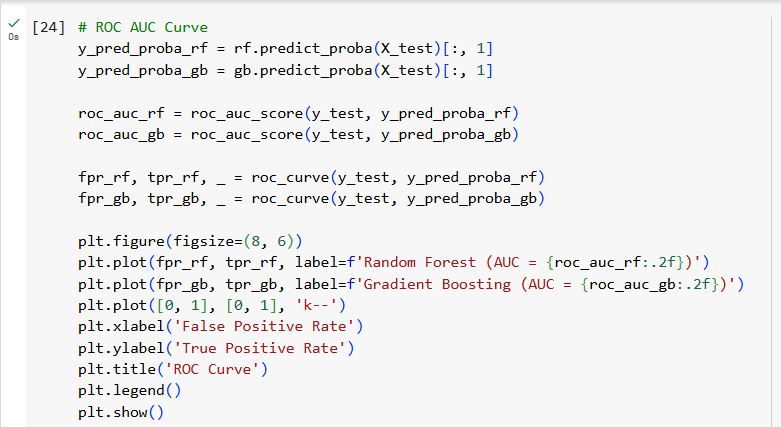 [24] # ROC AUC Curve
0s
y_pred_proba_rf = rf.predict_proba(X_test)[:, 1]
y_pred_proba_gb = gb.predict_proba(X_test)[:, 1]
roc_auc_rf = roc_auc_score(y_test, y_pred_proba_rf)
roc_auc_gb = roc_auc_score(y_test, y_pred_proba_gb)
fpr_rf, tpr_rf, _ = roc_curve(y_test, y_pred_proba_rf)
fpr_gb, tpr_gb, _ = roc_curve(y_test, y_pred_proba_gb)
plt.figure(figsize=(8, 6))
plt.plot(fpr_rf, tpr_rf, label=f'Random Forest (AUC = {roc_auc_rf:.2f})')
plt.plot(fpr_gb, tpr_gb, label=f'Gradient Boosting (AUC = {roc_auc_gb:.2f})')
plt.plot([0, 1], [0, 1], 'k--')
plt.xlabel('False Positive Rate')
plt.ylabel('True Positive Rate')
plt.title('ROC Curve')
plt.legend()
plt.show()